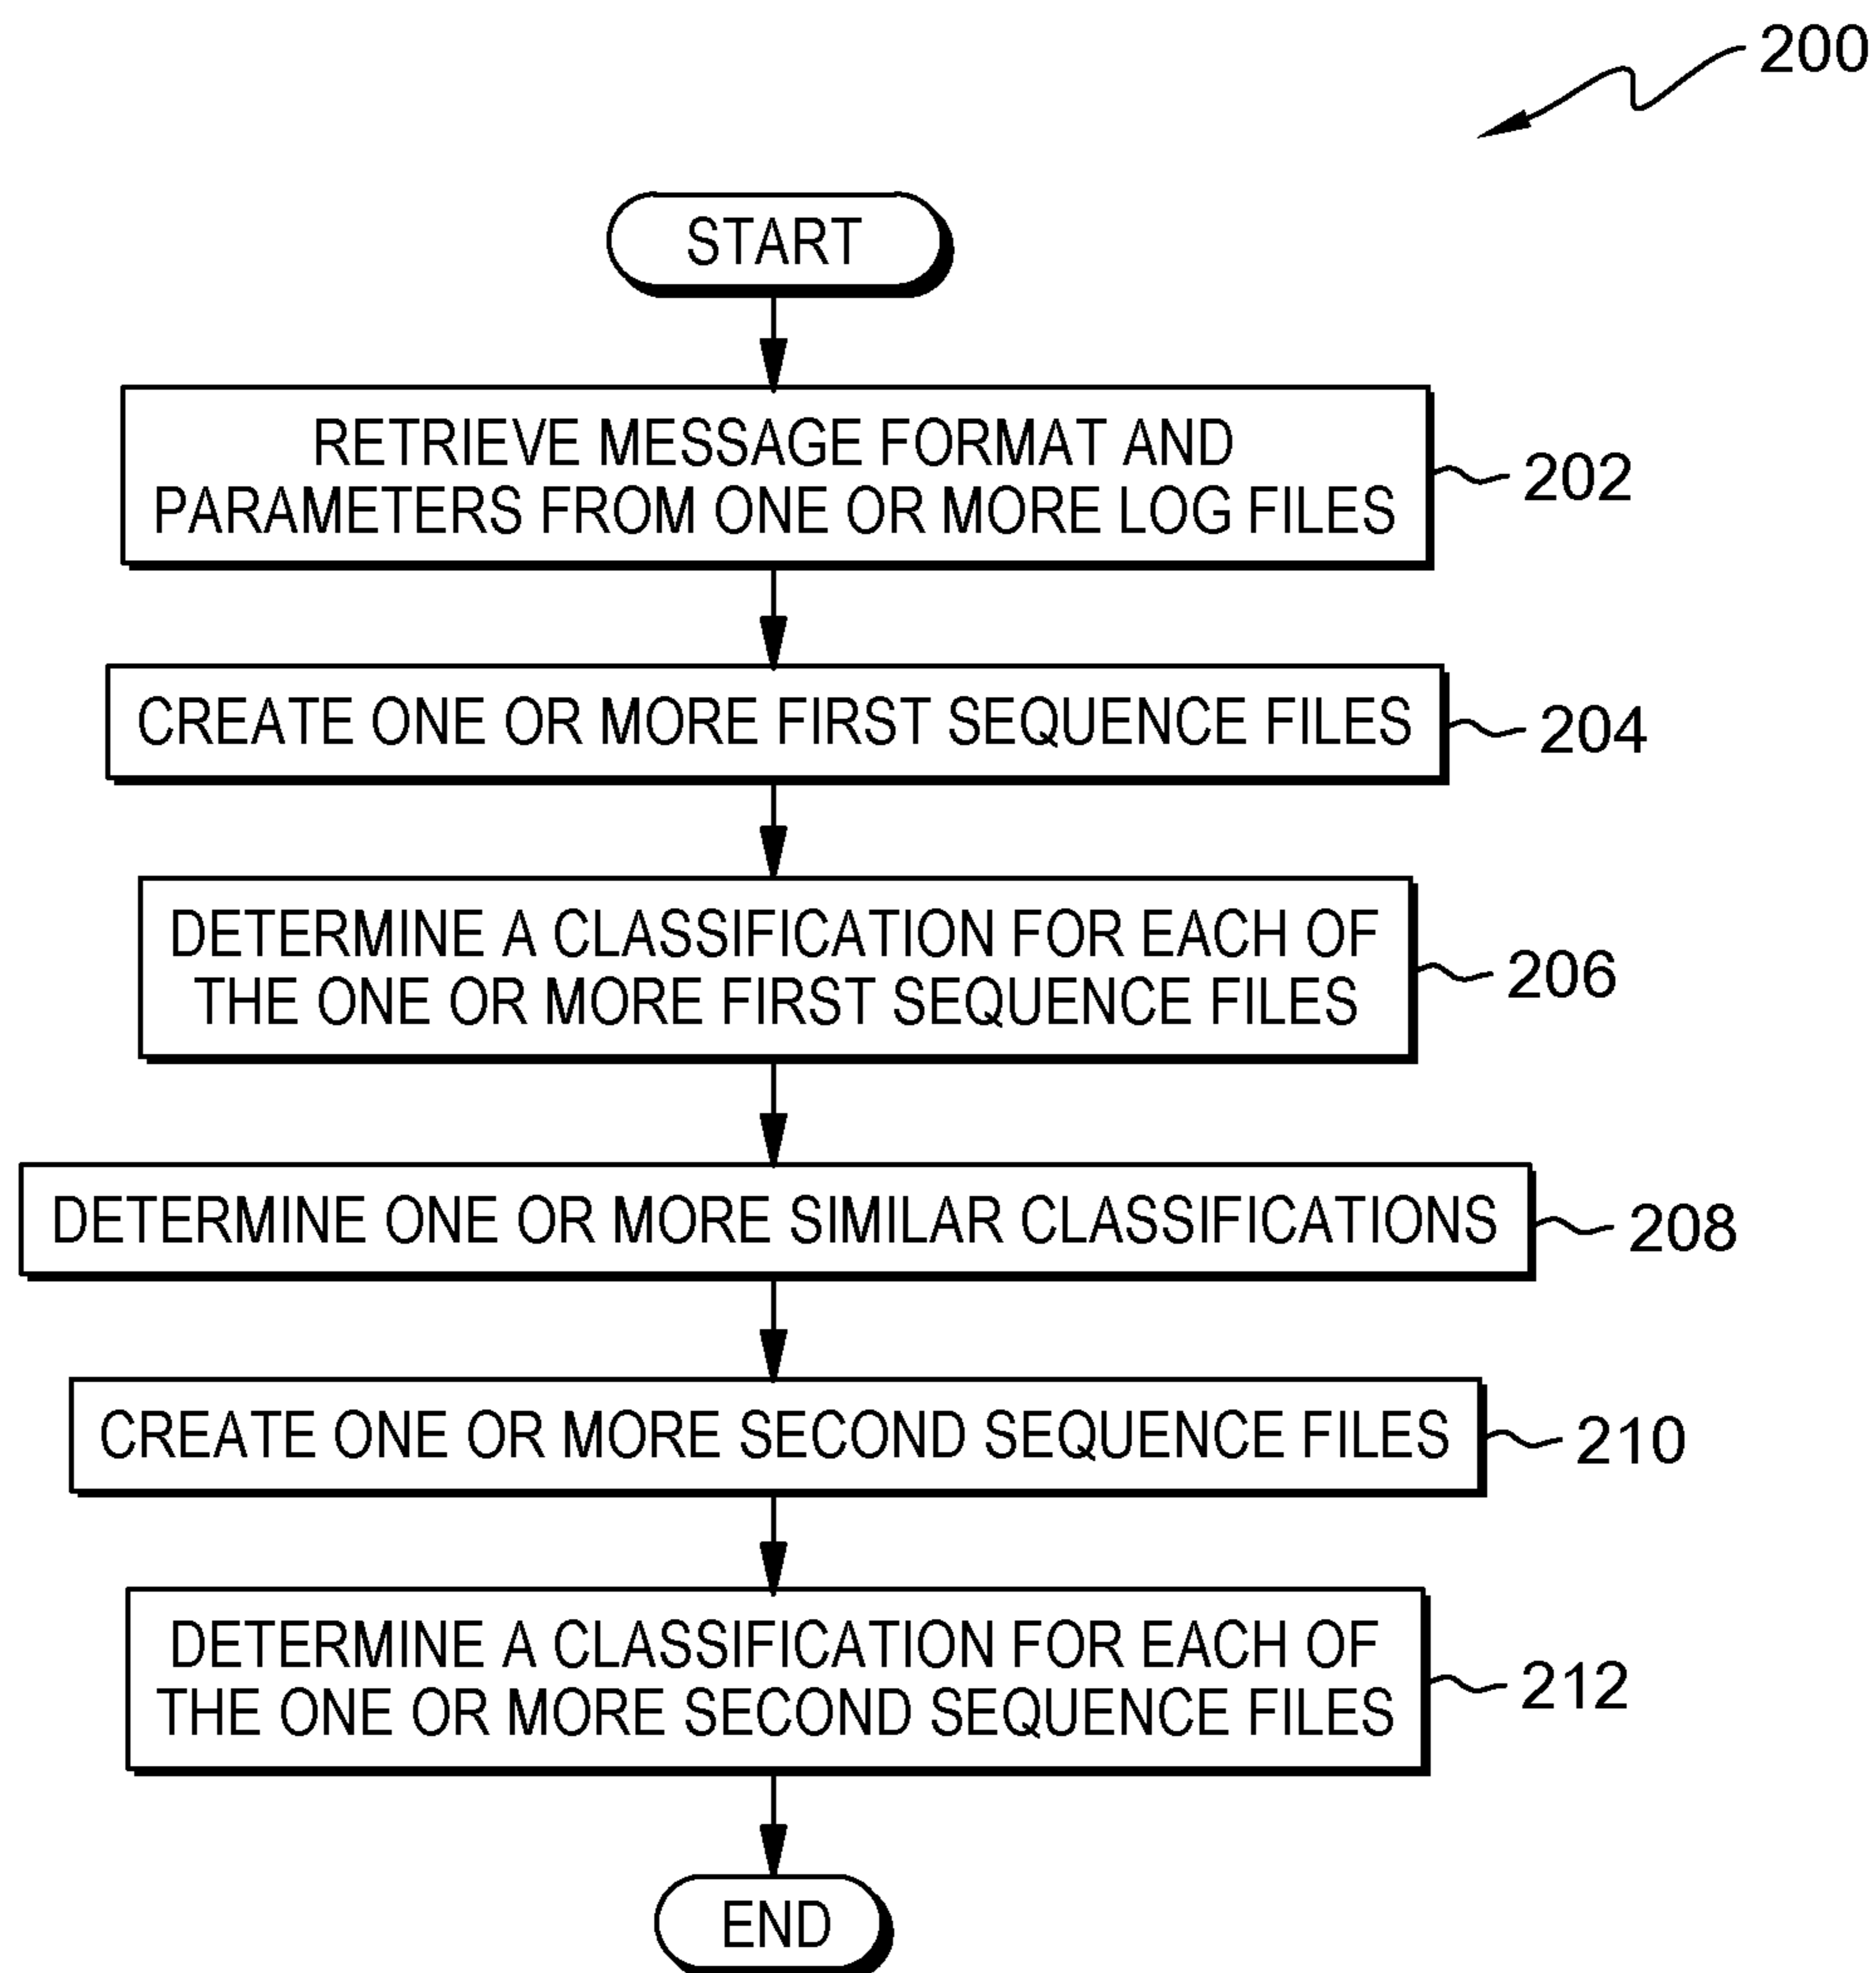 200
START
RETRIEVE MESSAGE FORMAT AND
PARAMETERS FROM ONE OR MORE LOG FILES
202
CREATE ONE OR MORE FIRST SEQUENCE FILES
204
DETERMINE A CLASSIFICATION FOR EACH OF
THE ONE OR MORE FIRST SEQUENCE FILES
206
DETERMINE ONE OR MORE SIMILAR CLASSIFICATIONS
208
CREATE ONE OR MORE SECOND SEQUENCE FILES
210
DETERMINE A CLASSIFICATION FOR EACH OF
THE ONE OR MORE SECOND SEQUENCE FILES
212
END